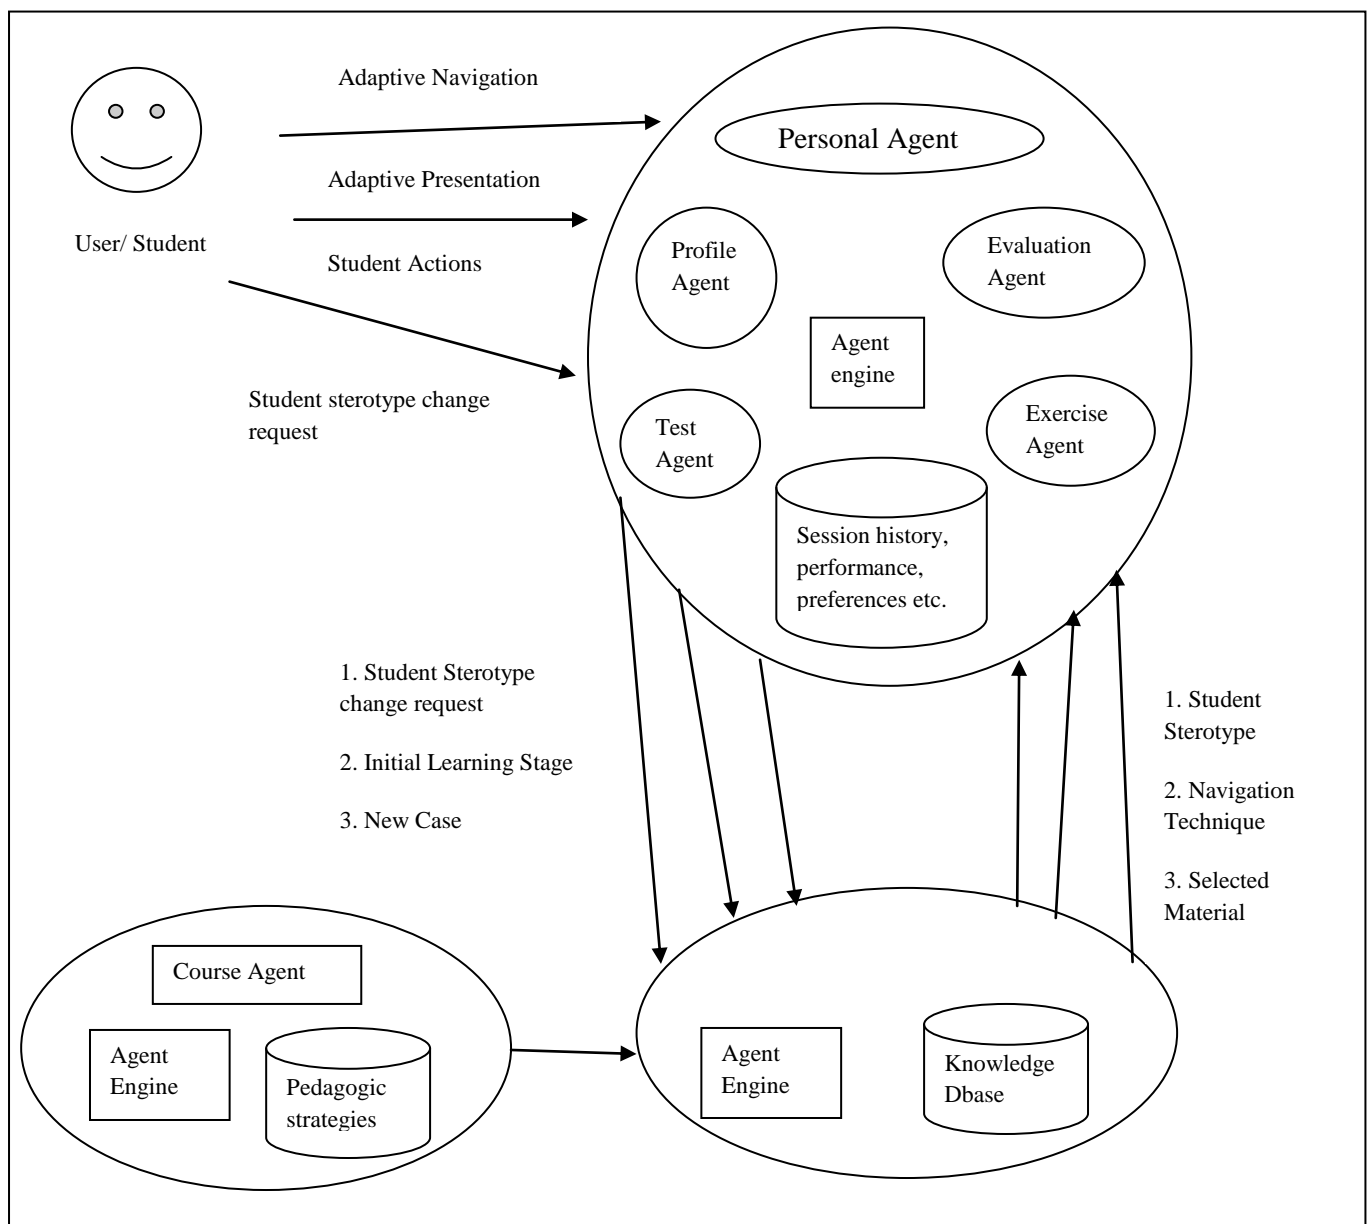 Adaptive Navigation
Personal Agent
Adaptive Presentation
User/ Student
Student Actions
Profile
Agent
Evaluation
Agent
Agent
engine
Student sterotype change
request
Test
Agent
Exercise
Agent
Session history,
performance,
preferences etc.
1. Student Sterotype
change request
2. Initial Learning Stage
3. New Case
1. Student
Sterotype
2. Navigation
Technique
3. Selected
Material
Course Agent
Agent
Engine
Pedagogic
strategies
Agent
Engine
Knowledge
Dbase